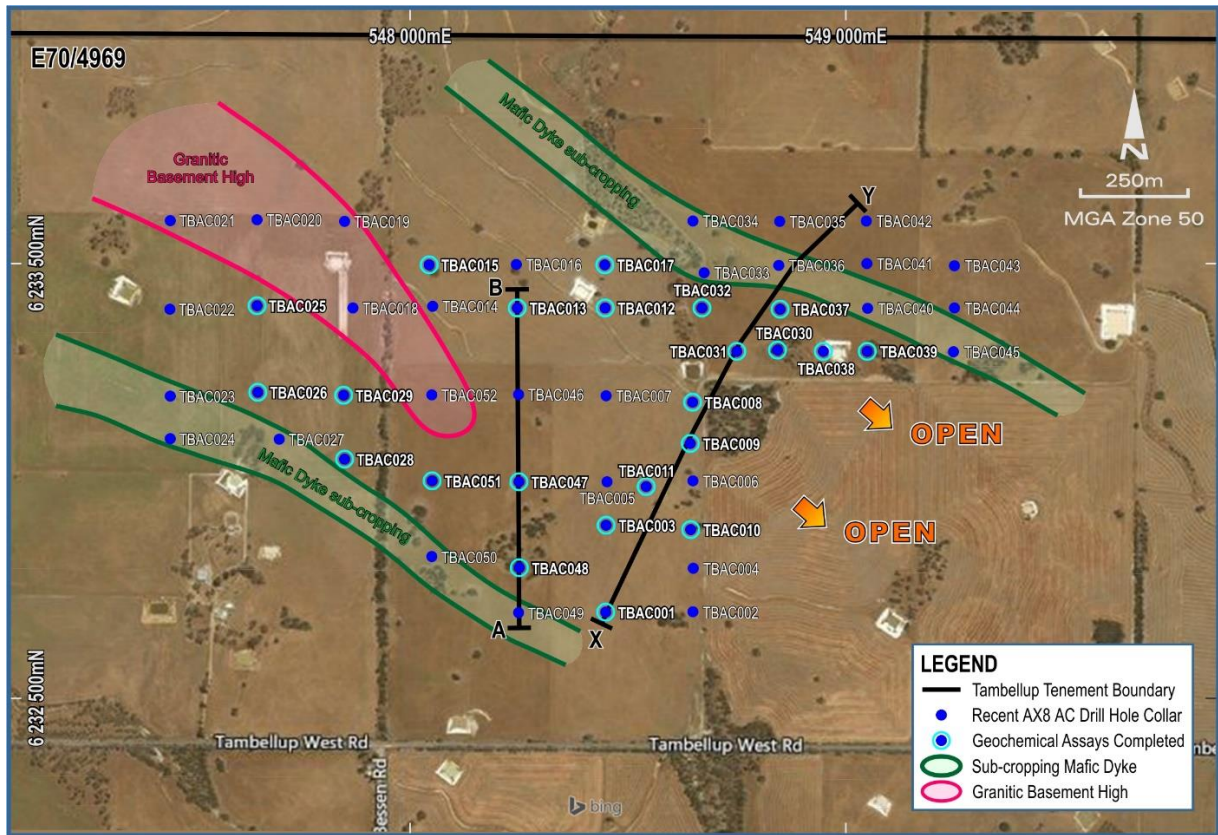 548 000mE
549 000mE
E70/4969
Mafic Dyke sub-cropping
Granitic
Basement High
N
250m
MGA Zone 50
Y
TBAC021
TBAC020
TBAC019
TBAC034
TBAC035
TBAC042
6 233 500mN
TBAC015
TBAC016
TBAC017
TBAC033
TBAC036
TBAC041
TBAC043
B
TBAC032
TBAC022
TBAC025
TBAC018
TBAC014
TBAC013
TBAC012
TBAC037
TBAC040
TBAC044
TBAC031
TBAC030
TBAC038
TBAC039
TBAC045
TBAC023
TBAC026
TBAC029
TBAC052
TBAC046
TBAC007
TBAC008
OPEN
TBAC024
TBAC027
TBAC009
Mafic Dyke sub-cropping
TBAC028
TBAC051
TBAC047
TBAC011
TBAC005
TBAC006
TBAC003
TBAC010
OPEN
TBAC050
TBAC048
TBAC004
TBAC049
TBAC001
TBAC002
A
X
6 232 500mN
Tambellup West Rd
Tambellup West Rd
Bessen Rd
bing
LEGEND
Tambellup Tenement Boundary
Recent AX8 AC Drill Hole Collar
Geochemical Assays Completed
Sub-cropping Mafic Dyke
Granitic Basement High